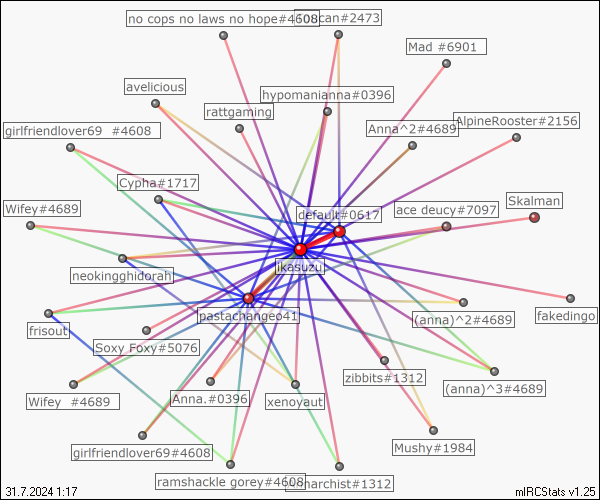 no cops no laws no hope#4608
can#2473
Mad #6901
avelicious
hypomanianna#0396
rattgaming
girlfriendlover69 #4608
Anna^2#4689
AlpineRooster#2156
Cypha#1717
Skalman
Wifey#4689
default#0617
ace deucy#7097
ikasuzu
neokingghidorah
pastachangeo41
(anna)^2#4689
fakedingo
frisout
Soxy Foxy#5076
zibbits#1312
(anna)^3#4689
Wifey #4689
Anna.#0396
xenoyaut
Mushy#1984
girlfriendlover69#4608
ramshackle gorey#4608
narchist#1312
31.7.2024 1:17
mIRCStats v1.25